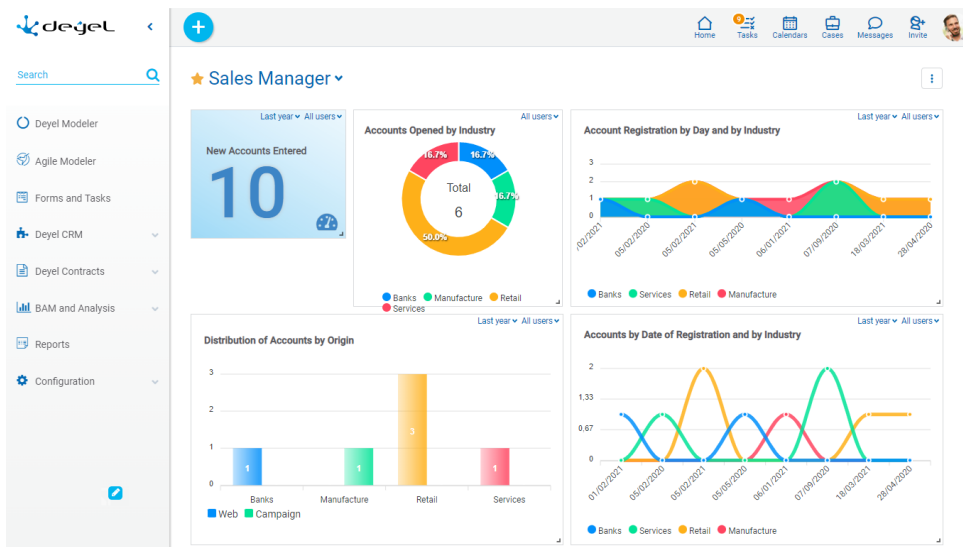 deyel
Search
Deyel Modeler
Agile Modeler
Forms and Tasks
Deyel CRM
Deyel Contracts
BAM and Analysis
Reports
Configuration
9
Home Tasks Calendars Cases Messages Invite
Sales Manager
Last year All users
New Accounts Entered
10
All users
Accounts Opened by Industry
16.7% 16.7%
16.7%
50.0%
Total
6
Banks Manufacture Retail
Services
Last year All users
Account Registration by Day and by Industry
3
2
1
0
/02/2021 05/02/2020 05/02/2021 05/05/2020 06/01/2021 07/09/2020 18/03/2021 28/04/2020
Banks Services Retail Manufacture
Last year All users
Distribution of Accounts by Origin
3
2
1
0
1 1 3 1
Banks Manufacture Retail Services
Web Campaign
Last year All users
Accounts by Date of Registration and by Industry
2
1,33
0,67
0
01/02/2021 05/02/2020 05/02/2021 05/05/2020 06/01/2021 07/09/2020 18/03/2021 28/04/2020
Banks Services Retail Manufacture